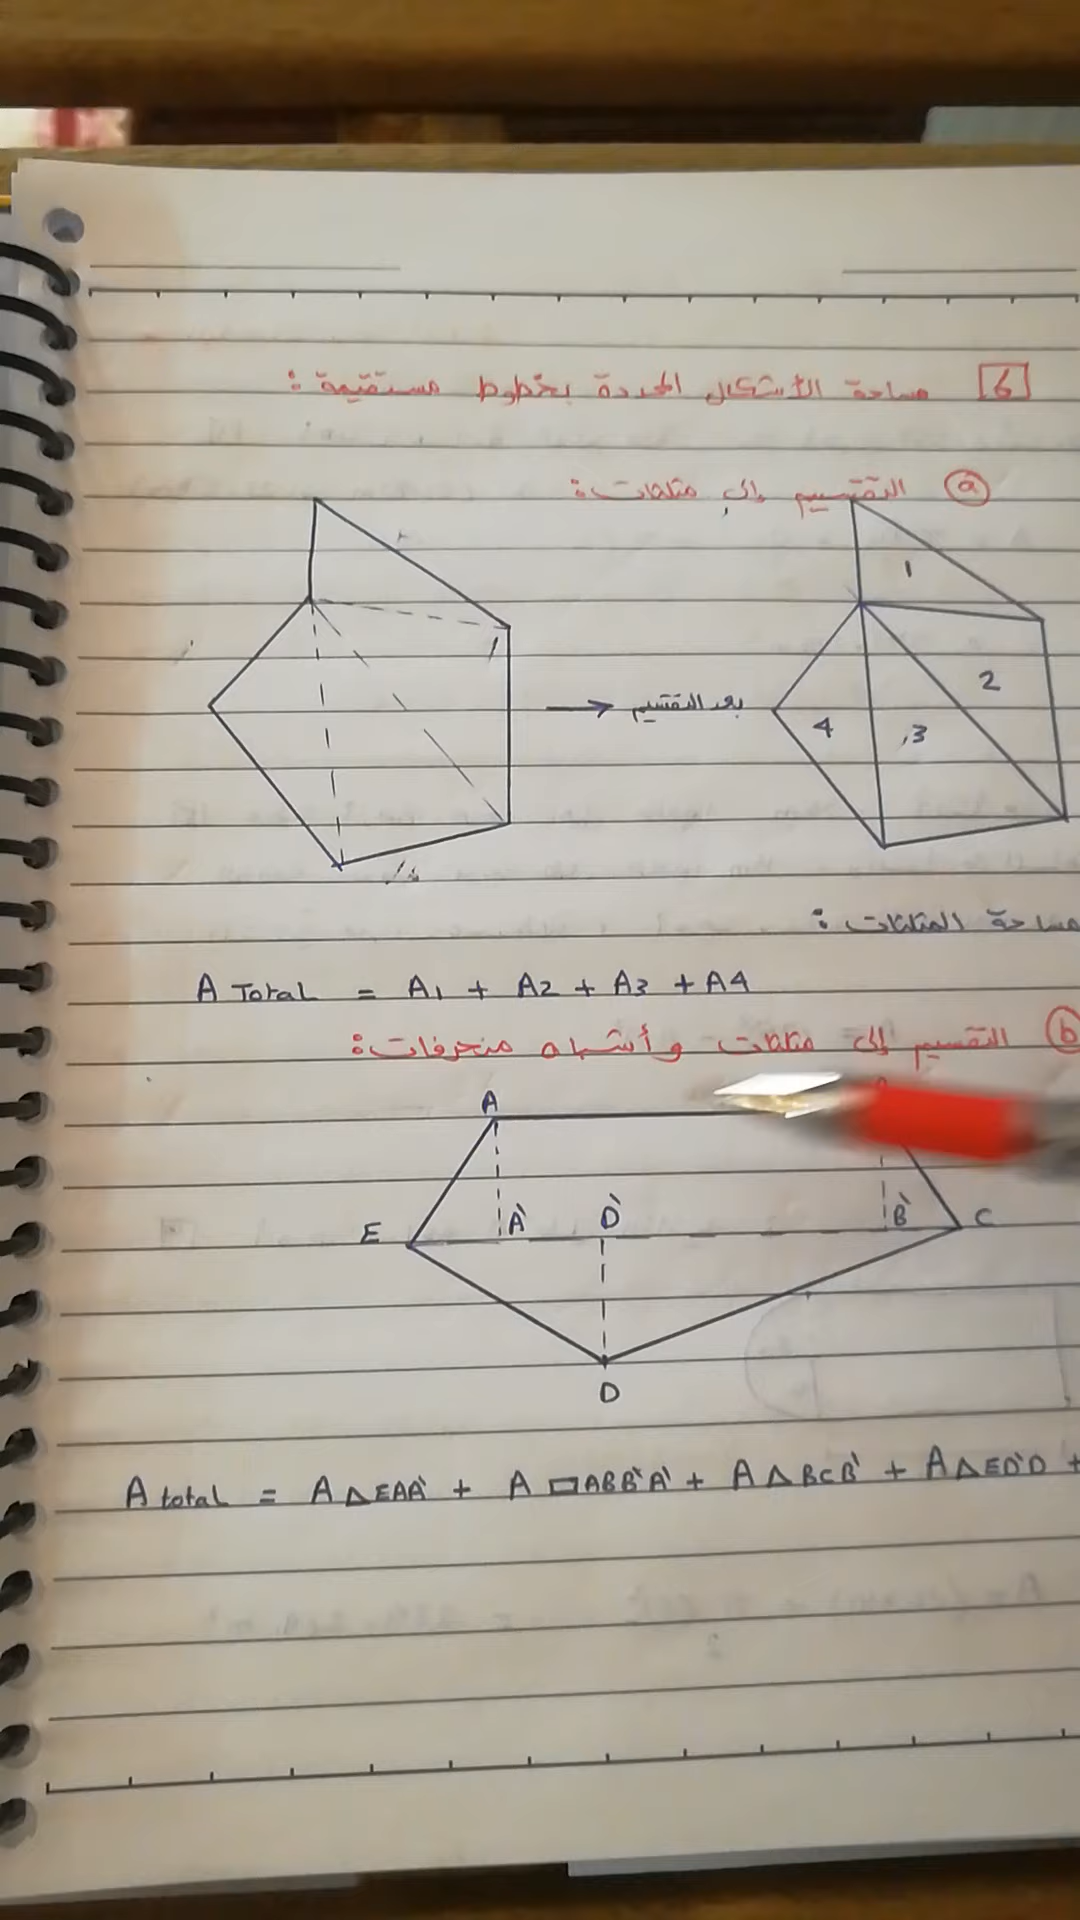 6 مساحة الأشكال المحددة بخطوط مستقيمة :
a التقسيم إلى مثلثات :
1
2
3
4
بعد التقسيم
مساحة المثلثات :
A Total = A1 + A2 + A3 + A4
b التقسيم إلى مثلثات وأشباه منحرفات :
A
E A` D` B` C
D
A total = A △EAA` + A ▭ABB`A` + A △BCB` + A △ED`D +